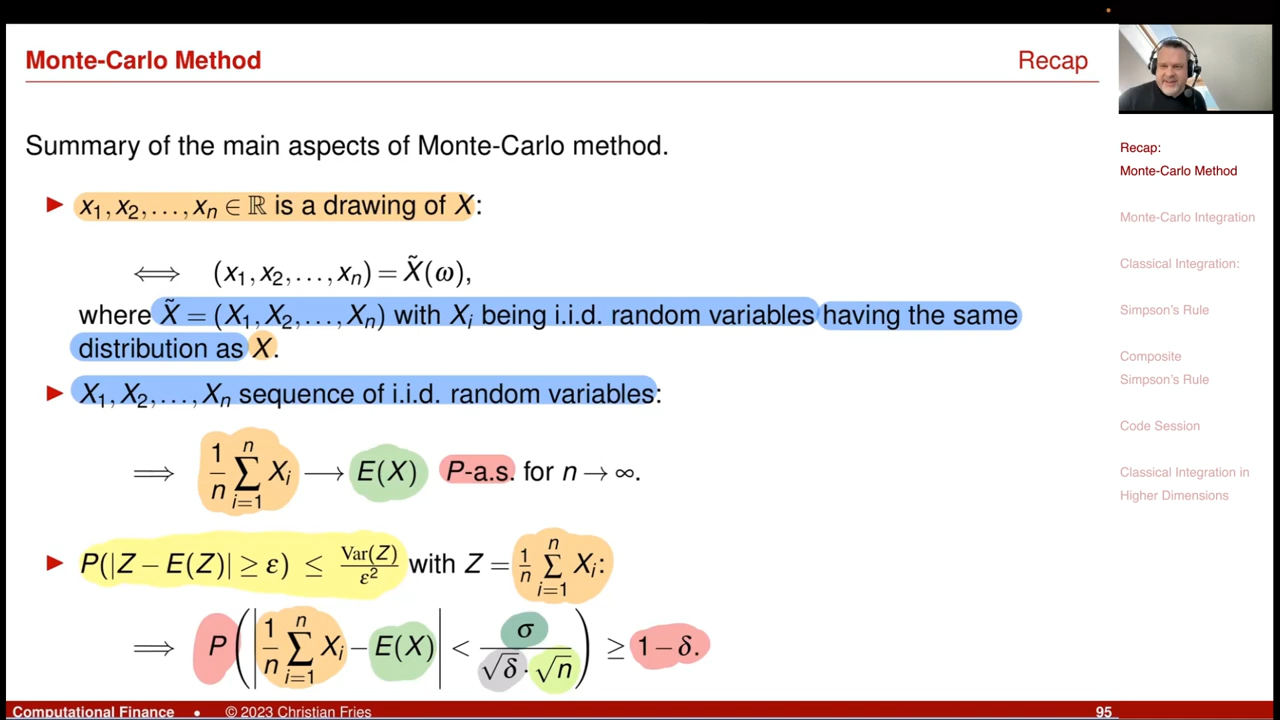 Monte-Carlo Method Recap
Summary of the main aspects of Monte-Carlo method.
► x₁, x₂, …, xₙ ∈ ℝ is a drawing of X:
⟺ (x₁, x₂, …, xₙ) = X̃(ω),
where X̃ = (X₁, X₂, …, Xₙ) with Xᵢ being i.i.d. random variables having the same
distribution as X.
► X₁, X₂, …, Xₙ sequence of i.i.d. random variables:
⟹ 1/n ∑ᵢ₌₁ⁿ Xᵢ ⟶ E(X) P-a.s. for n → ∞.
► P(|Z − E(Z)| ≥ ε) ≤ Var(Z)/ε² with Z = 1/n ∑ᵢ₌₁ⁿ Xᵢ:
⟹ P(|1/n ∑ᵢ₌₁ⁿ Xᵢ − E(X)| < σ/(√δ · √n)) ≥ 1 − δ.
Recap:
Monte-Carlo Method
Monte-Carlo Integration
Classical Integration:
Simpson's Rule
Composite
Simpson's Rule
Code Session
Classical Integration in
Higher Dimensions
Computational Finance • © 2023 Christian Fries 95